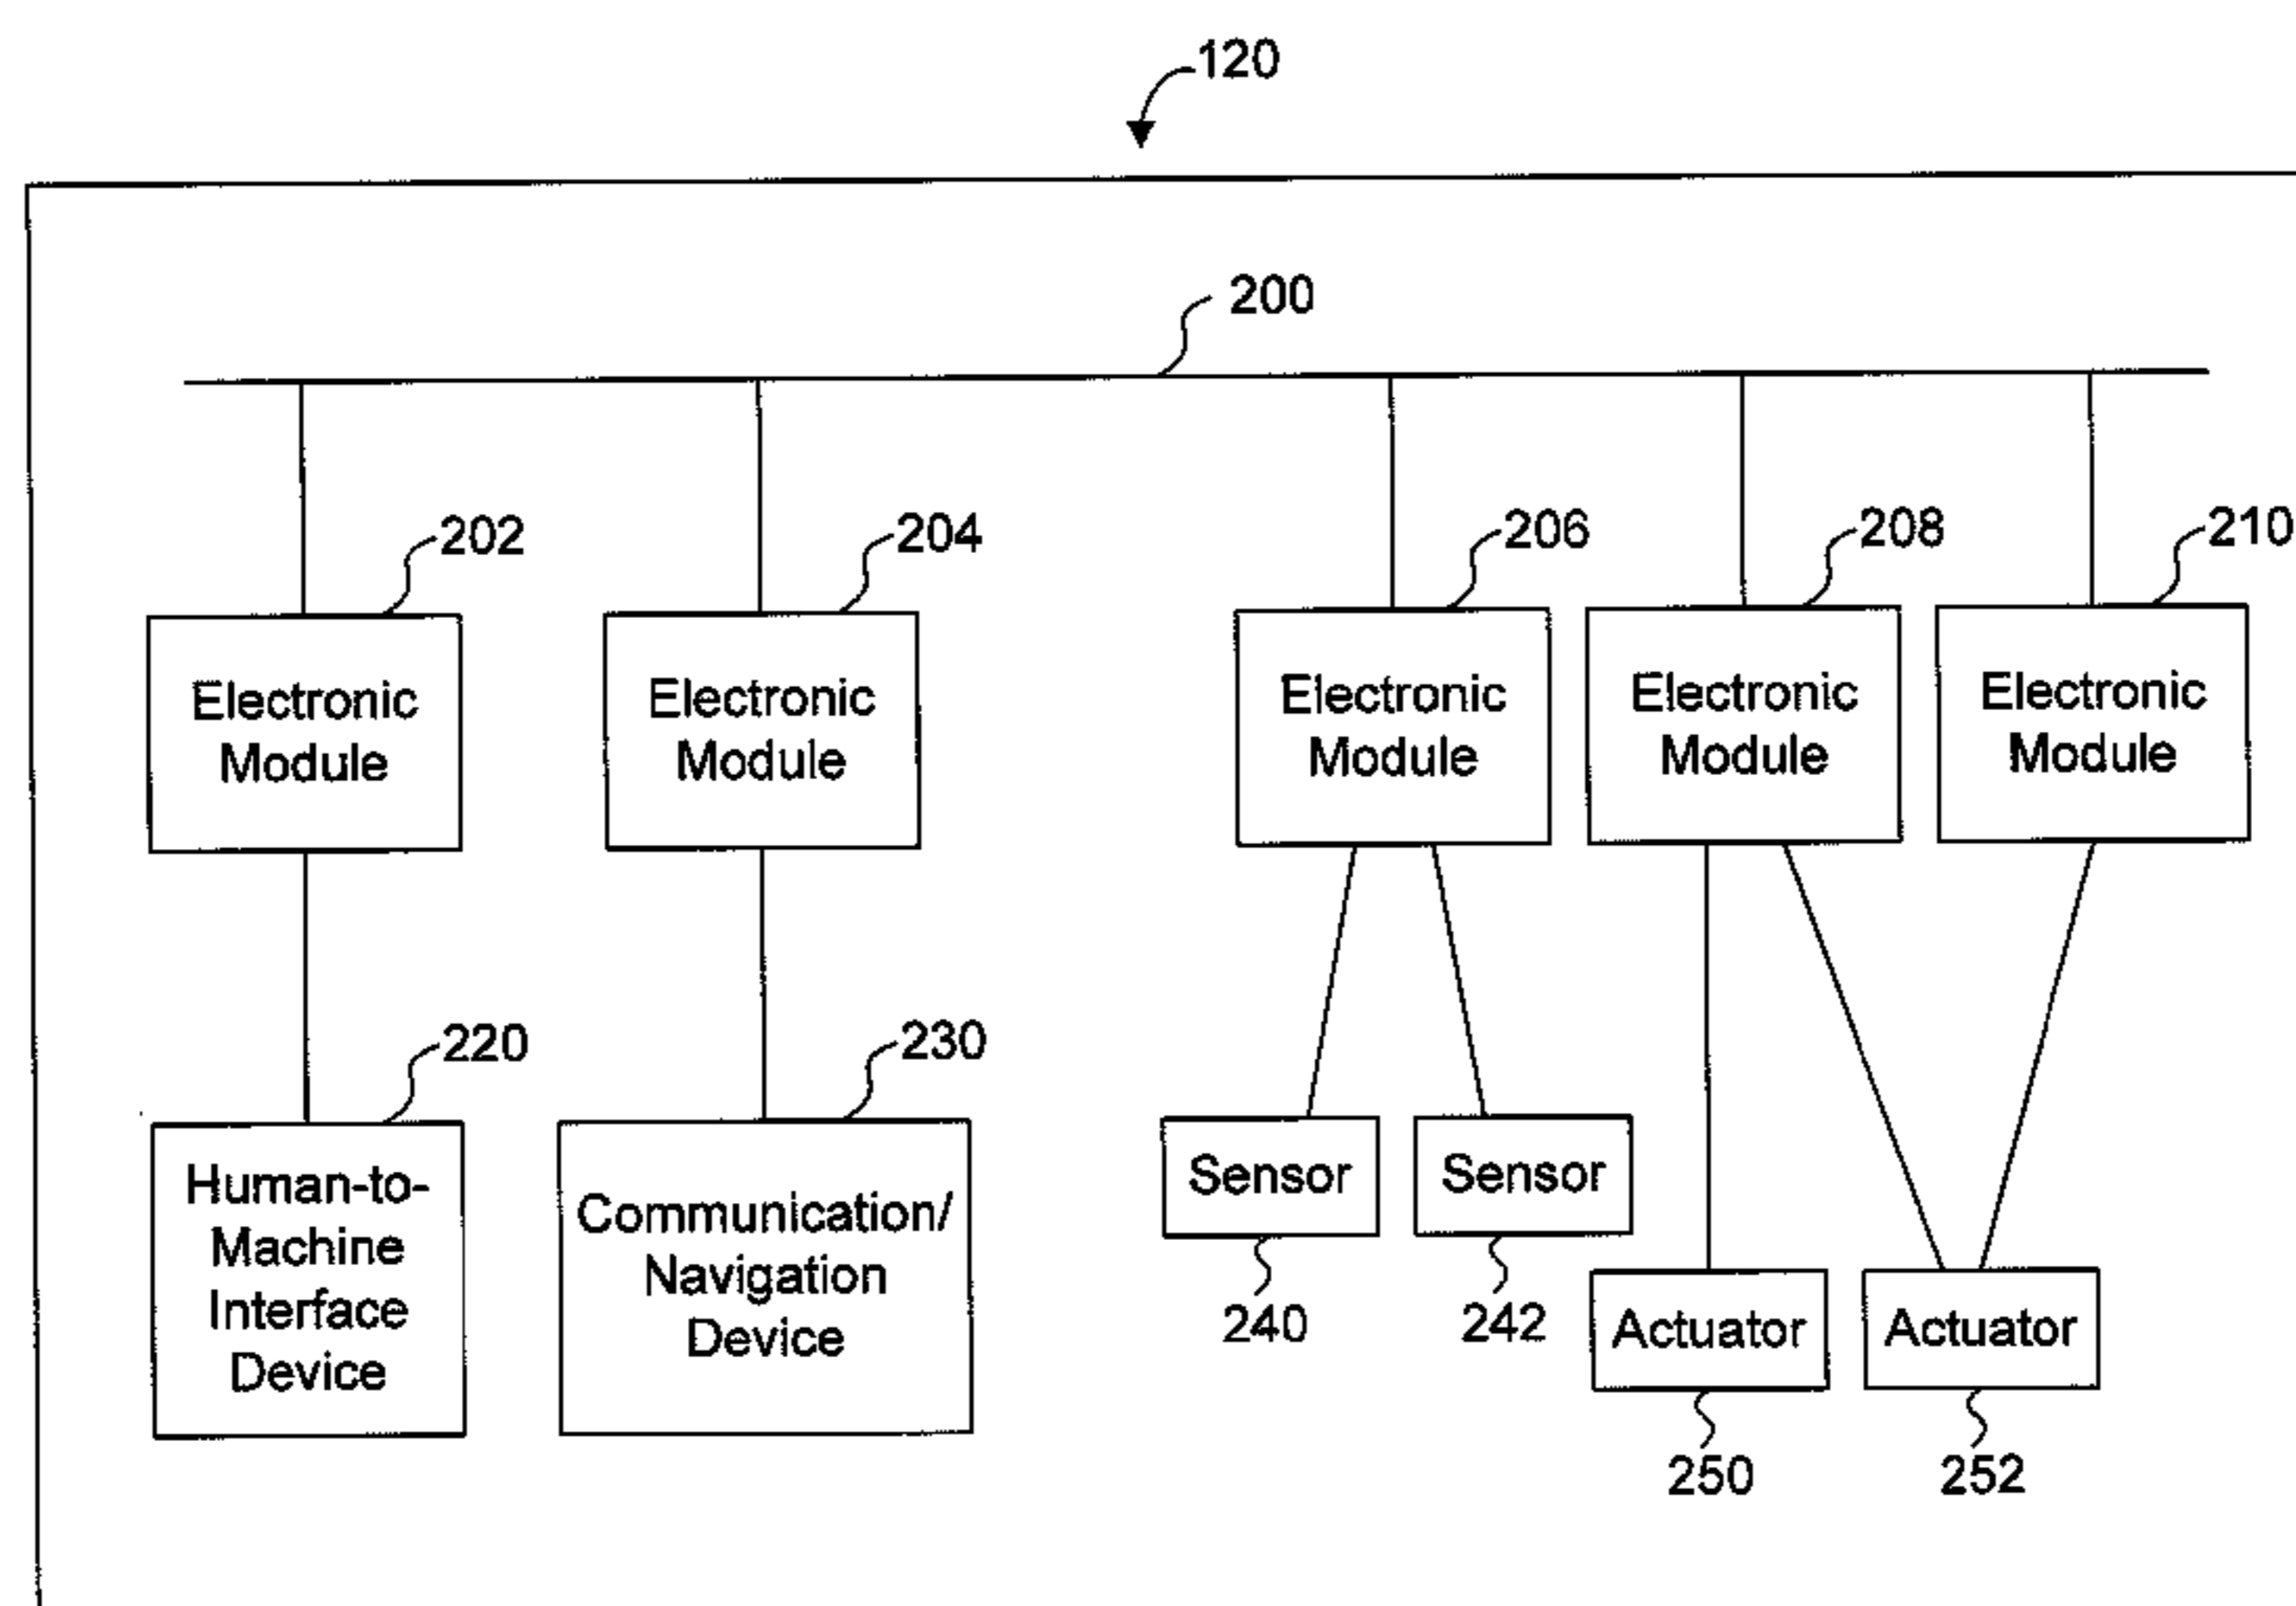 120
200
202
204
206
208
210
Electronic
Module
Electronic
Module
Electronic
Module
Electronic
Module
Electronic
Module
220
230
Human-to-
Machine
Interface
Device
Communication/
Navigation
Device
Sensor
Sensor
240
242
Actuator
Actuator
250
252